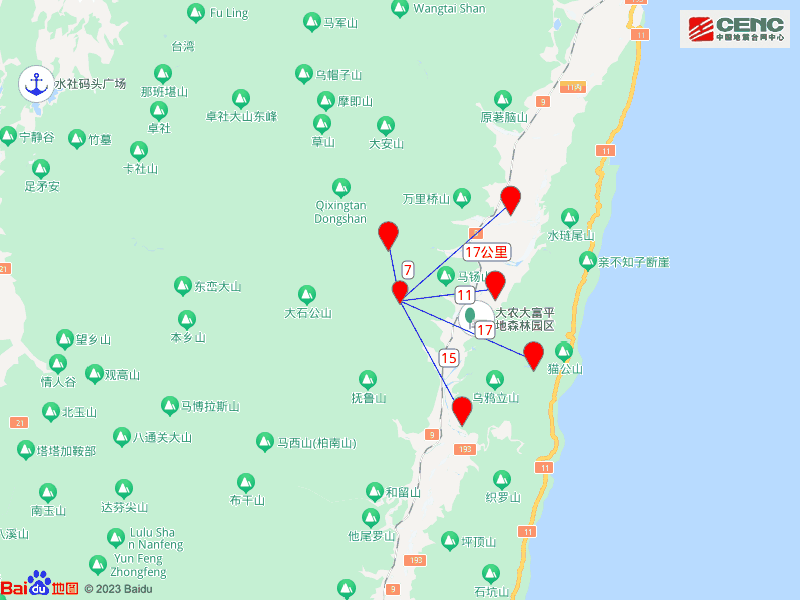 Fu Ling
Wangtai Shan
马军山
台湾
CENC
中国地震台网中心
水社码头广场
乌帽子山
那班堪山
11丙
卓社大山东峰
摩即山
9
原荖脑山
卓社
宁静谷
竹墓
草山
大安山
卡社山
11
足矛安
Qixingtan
Dongshan
万里桥山
水琏尾山
17公里
亲不知子断崖
21
7
马钖山
东峦大山
11
大石公山
大农大富平
地森林园区
17
本乡山
望乡山
15
情人谷
观高山
猫公山
抚鲁山
乌鸦立山
北玉山
马博拉斯山
21
八通关大山
马西山(柏南山)
9
193
塔塔加鞍部
11
南玉山
达芬尖山
布干山
和留山
织罗山
八溪山
Lulu Sha
n Nanfeng
他尾罗山
坪顶山
11
Yun Feng
Zhongfeng
193
石坑山
9
Baidu地图
© 2023 Baidu